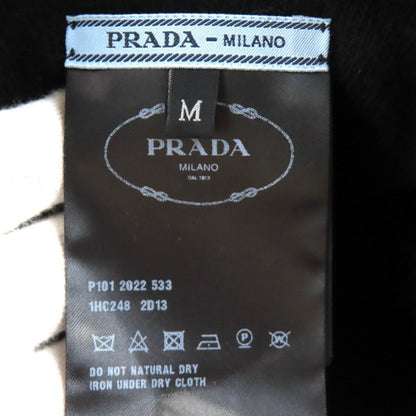 PRADA - MILANO
M
PRADA
MILANO
DAL 1913
P101 2022 533
1HC248 2D13
DO NOT NATURAL DRY
IRON UNDER DRY CLOTH